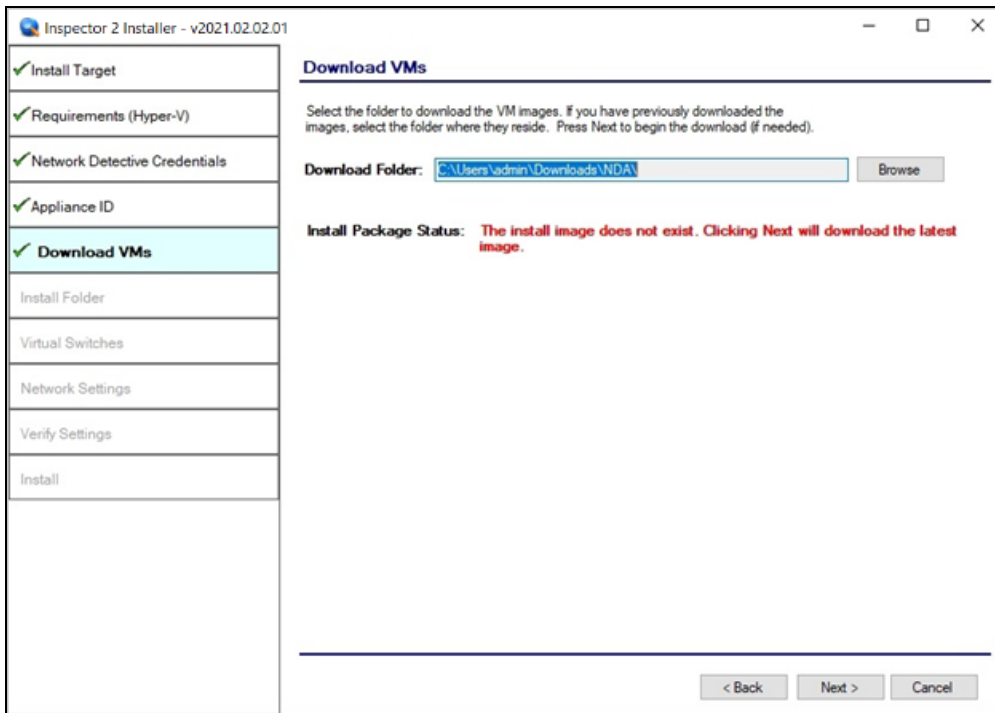 Inspector 2 Installer - v2021.02.02.01
Install Target
Requirements (Hyper-V)
Network Detective Credentials
Appliance ID
Download VMs
Install Folder
Virtual Switches
Network Settings
Verify Settings
Install
Download VMs
Select the folder to download the VM images. If you have previously downloaded the
images, select the folder where they reside. Press Next to begin the download (if needed).
Download Folder: C:\Users\admin\Downloads\NDA\ Browse
Install Package Status: The install image does not exist. Clicking Next will download the latest
image.
< Back Next > Cancel